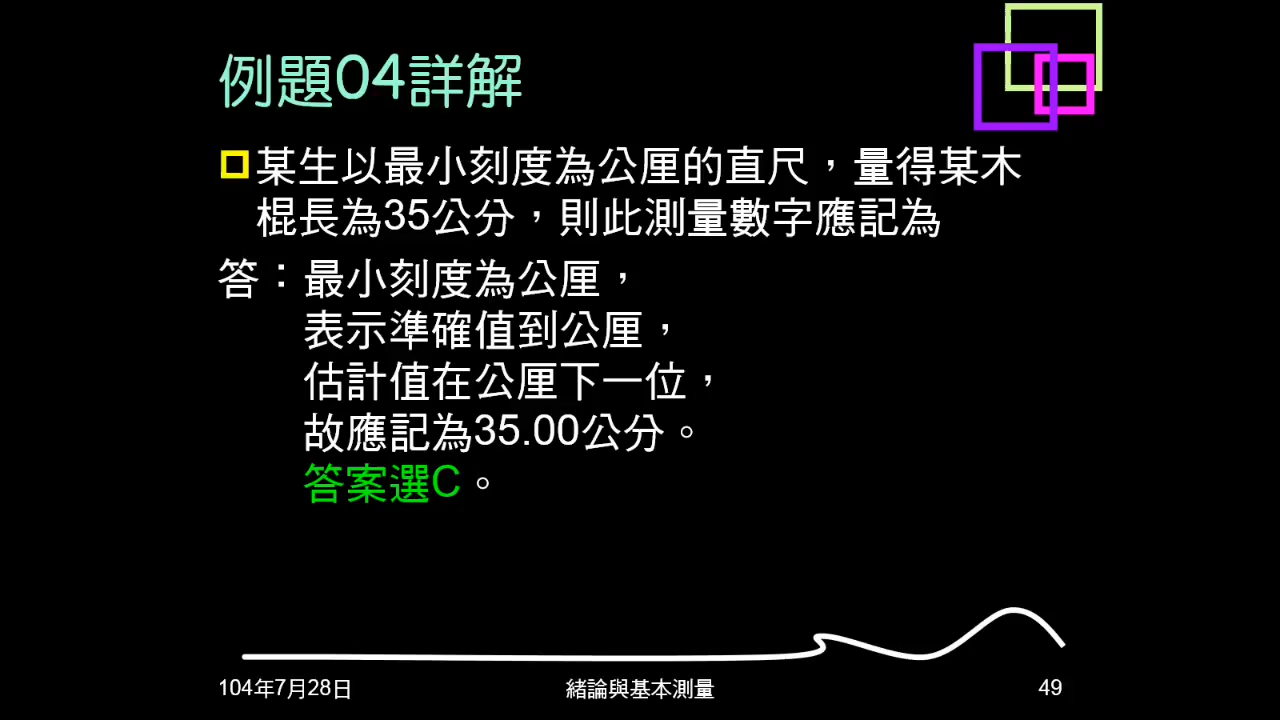 例題04詳解
某生以最小刻度為公厘的直尺，量得某木
棍長為35公分，則此測量數字應記為
答：最小刻度為公厘，
表示準確值到公厘，
估計值在公厘下一位，
故應記為35.00公分。
答案選C。
104年7月28日
緒論與基本測量
49